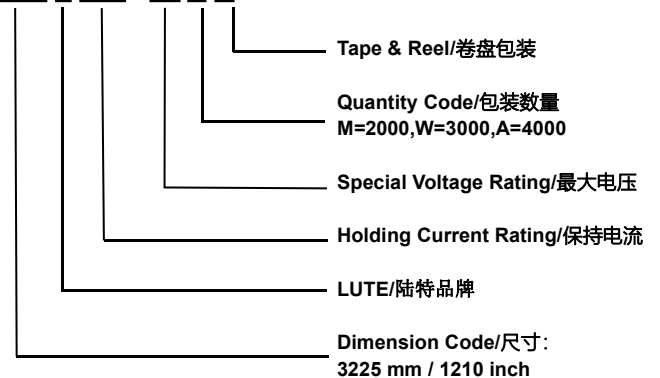 Tape & Reel/卷盘包装
Quantity Code/包装数量
M=2000,W=3000,A=4000
Special Voltage Rating/最大电压
Holding Current Rating/保持电流
LUTE/陆特品牌
Dimension Code/尺寸：
3225 mm / 1210 inch